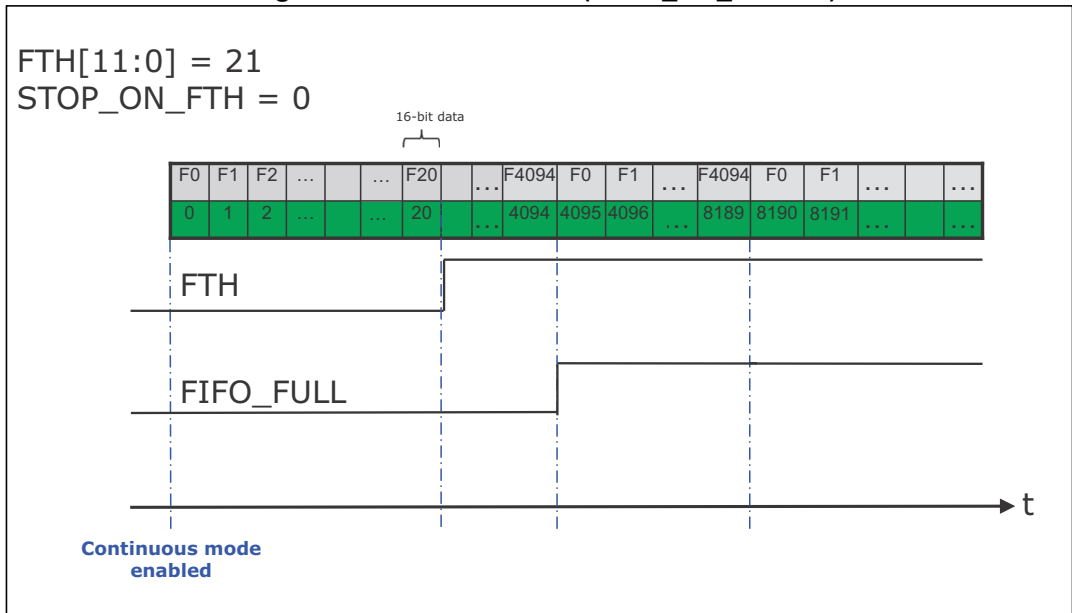 FTH[11:0] = 21
STOP_ON_FTH = 0
16-bit data
F0 F1 F2 ... ... F20 ... F4094 F0 F1 ... F4094 F0 F1 ... ...
0 1 2 ... ... 20 ... 4094 4095 4096 ... 8189 8190 8191 ... ...
FTH
FIFO_FULL
t
Continuous mode
enabled